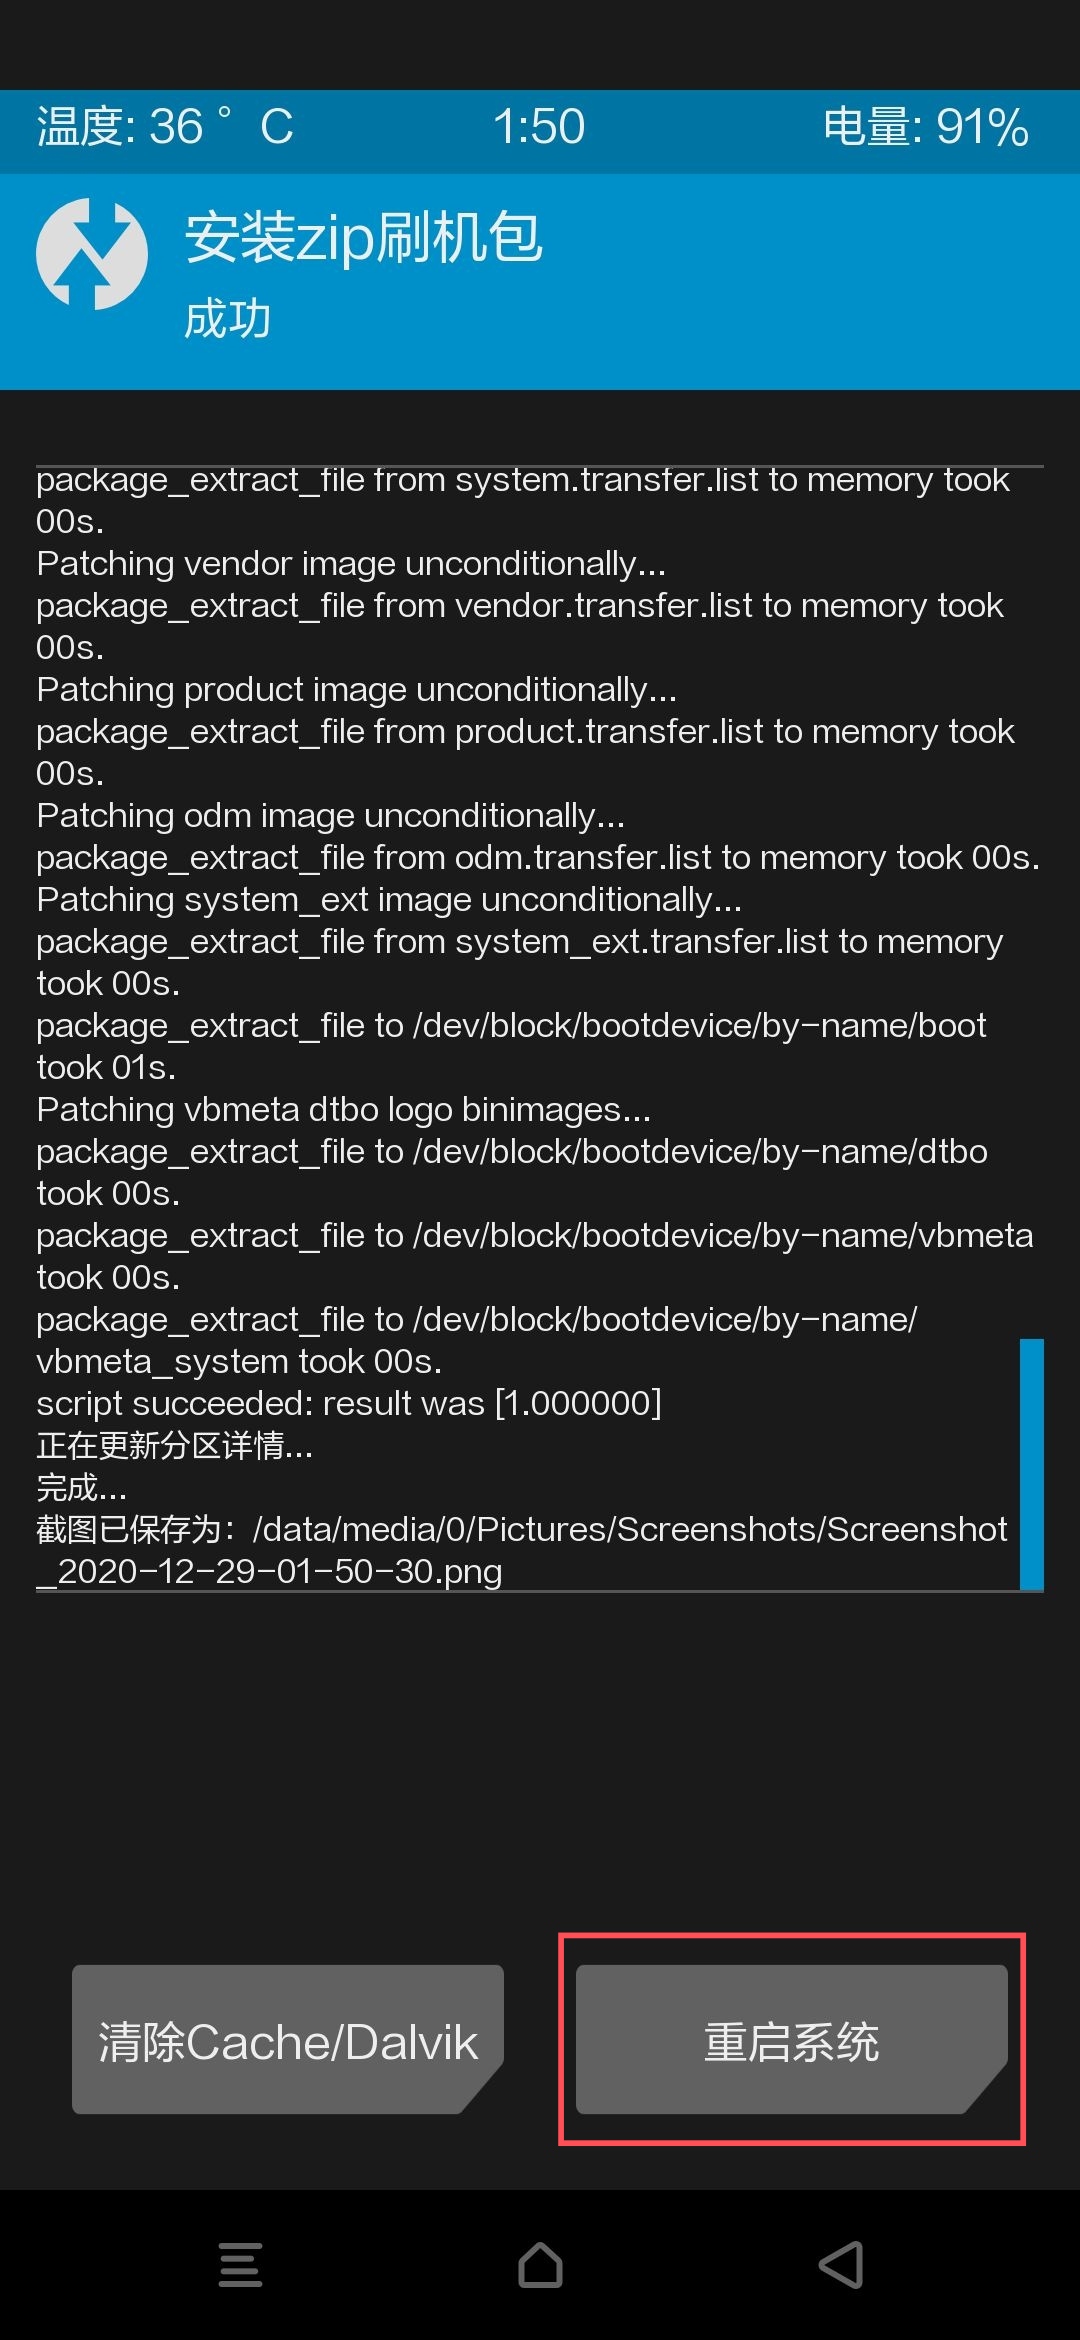 温度: 36 ° C
1:50
电量: 91%
安装zip刷机包
成功
package_extract_file from system.transfer.list to memory took
00s.
Patching vendor image unconditionally...
package_extract_file from vendor.transfer.list to memory took
00s.
Patching product image unconditionally...
package_extract_file from product.transfer.list to memory took
00s.
Patching odm image unconditionally...
package_extract_file from odm.transfer.list to memory took 00s.
Patching system_ext image unconditionally...
package_extract_file from system_ext.transfer.list to memory
took 00s.
package_extract_file to /dev/block/bootdevice/by-name/boot
took 01s.
Patching vbmeta dtbo logo binimages...
package_extract_file to /dev/block/bootdevice/by-name/dtbo
took 00s.
package_extract_file to /dev/block/bootdevice/by-name/vbmeta
took 00s.
package_extract_file to /dev/block/bootdevice/by-name/
vbmeta_system took 00s.
script succeeded: result was [1.000000]
正在更新分区详情...
完成...
截图已保存为：/data/media/0/Pictures/Screenshots/Screenshot
_2020-12-29-01-50-30.png
清除Cache/Dalvik
重启系统